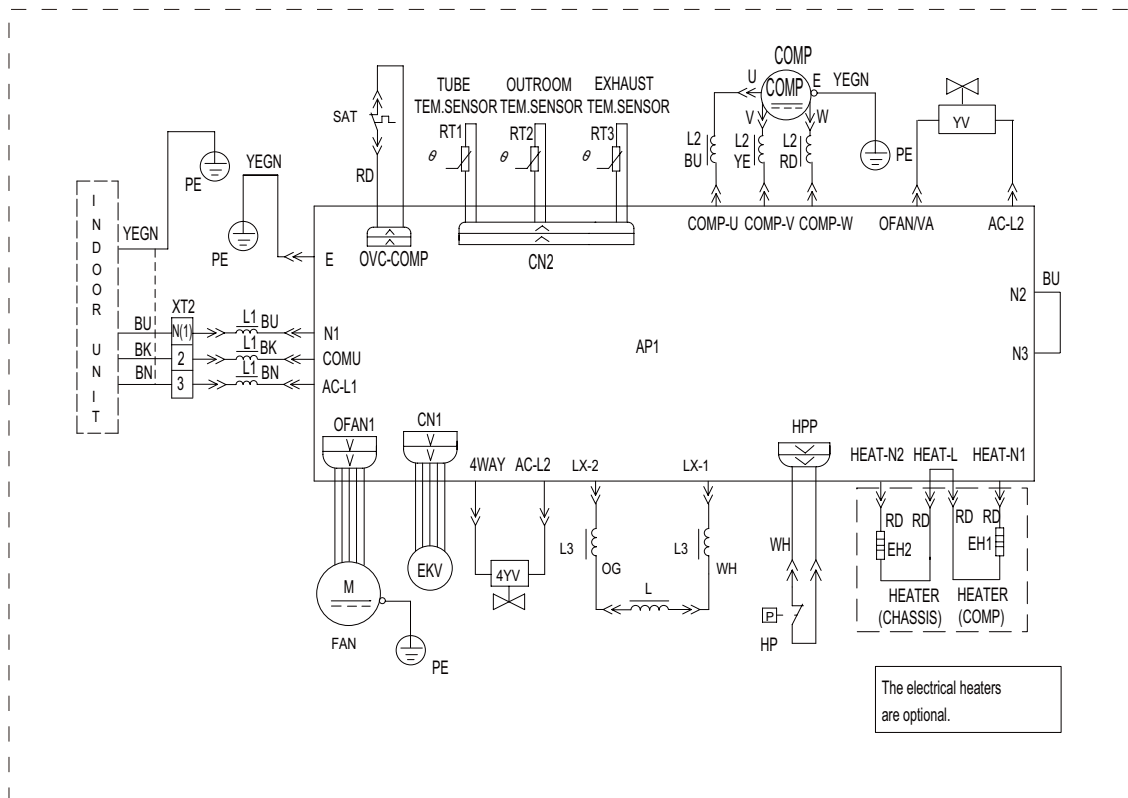 COMP
TUBE
TEM.SENSOR
OUTROOM
TEM.SENSOR
EXHAUST
TEM.SENSOR
U
COMP
E
YEGN
SAT
RT1
RT2
RT3
θ
θ
θ
V
W
YV
L2
BU
L2
YE
L2
RD
PE
YEGN
PE
YEGN
PE
RD
INDOOR UNIT
YEGN
OVC-COMP
CN2
COMP-U
COMP-V
COMP-W
OFAN/VA
AC-L2
E
N2
BU
N3
XT2
BU
N(1)
L1
BU
N1
BK
2
L1
BK
COMU
BN
3
L1
BN
AC-L1
AP1
OFAN1
CN1
4WAY
AC-L2
LX-2
LX-1
HPP
HEAT-N2
HEAT-L
HEAT-N1
RD
RD
RD
RD
EH2
EH1
HEATER
(CHASSIS)
HEATER
(COMP)
L3
OG
L3
WH
L
WH
P
HP
M
FAN
PE
EKV
4YV
The electrical heaters
are optional.